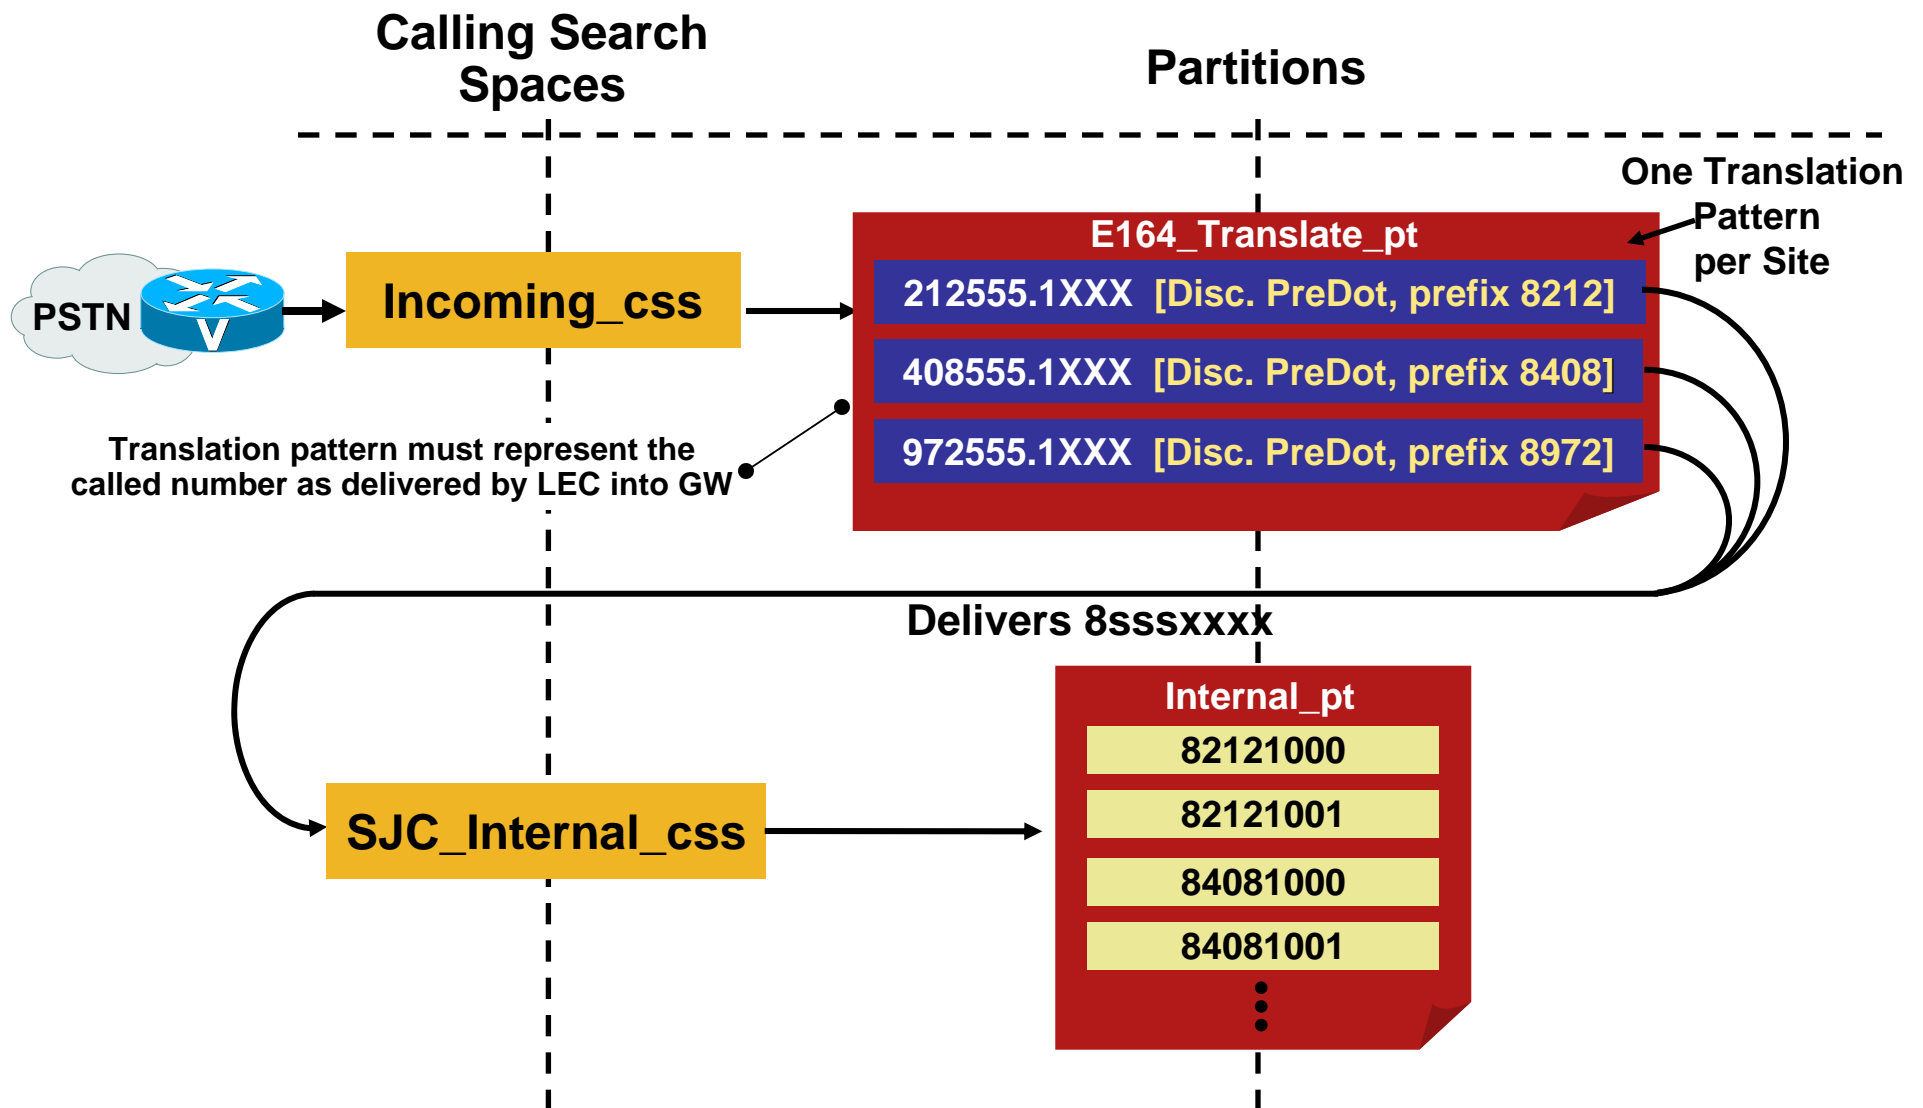 Calling Search
Spaces
Partitions
One Translation
Pattern
per Site
E164_Translate_pt
212555.1XXX [Disc. PreDot, prefix 8212]
PSTN
V
Incoming_css
408555.1XXX [Disc. PreDot, prefix 8408]
Translation pattern must represent the
called number as delivered by LEC into GW
972555.1XXX [Disc. PreDot, prefix 8972]
Delivers 8sssxxxx
Internal_pt
82121000
82121001
SJC_Internal_css
84081000
84081001